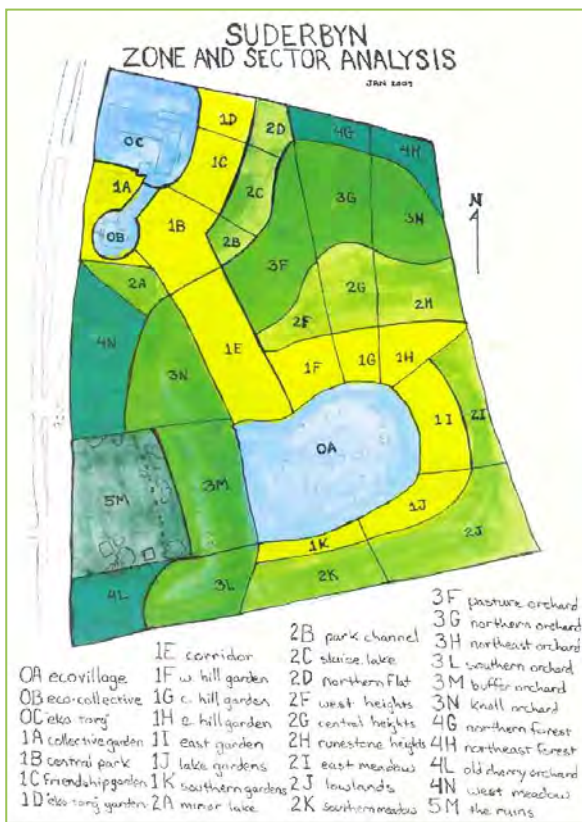 SUDERBYN
ZONE AND SECTOR ANALYSIS
JAN 2009
0C
1D
2D
4G
4H
1C
1A
2C
3G
3H
N
0B
1B
2B
3F
2A
2G
2H
4N
2F
1E
3N
1F
1G
1H
1I
2I
0A
5M
3M
1J
2J
1K
4L
3L
2K
0A ecovillage
0B eco-collective
0C eko torg
1A collective garden
1B central park
1C friendship garden
1D eko torg garden
1E corridor
1F w. hill garden
1G c. hill garden
1H e. hill garden
1I east garden
1J lake gardens
1K southern gardens
2A minor lake
2B park channel
2C sluice lake
2D northern flat
2F west heights
2G central heights
2H runestone heights
2I east meadow
2J lowlands
2K southern meadow
3F pasture orchard
3G northern orchard
3H northeast orchard
3L southern orchard
3M buffer orchard
3N knoll orchard
4G northern forest
4H northeast forest
4L old cherry orchard
4N west meadow
5M the ruins